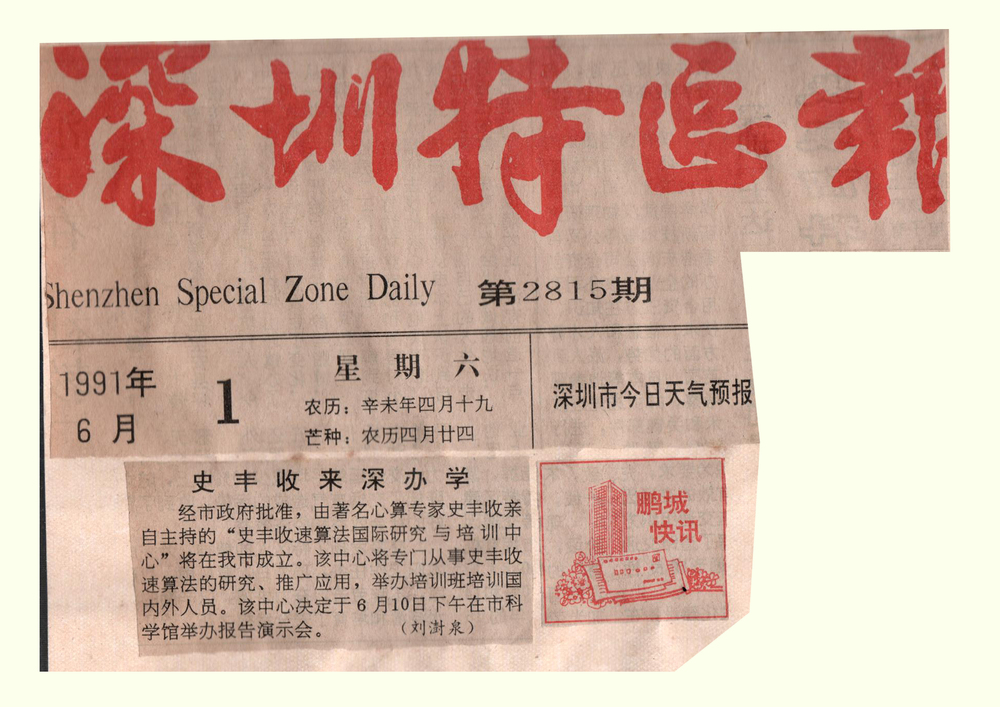 深圳特区報
Shenzhen Special Zone Daily 第2815期
1991年
6月
1
星期六
农历：辛未年四月十九
芒种：农历四月廿四
深圳市今日天气预报
史丰收来深办学
经市政府批准，由著名心算专家史丰收亲
自主持的“史丰收速算法国际研究与培训中
心”将在我市成立。该中心将专门从事史丰收
速算法的研究、推广应用，举办培训班培训国
内外人员。该中心决定于6月10日下午在市科
学馆举办报告演示会。（刘澍泉）
鹏城
快讯